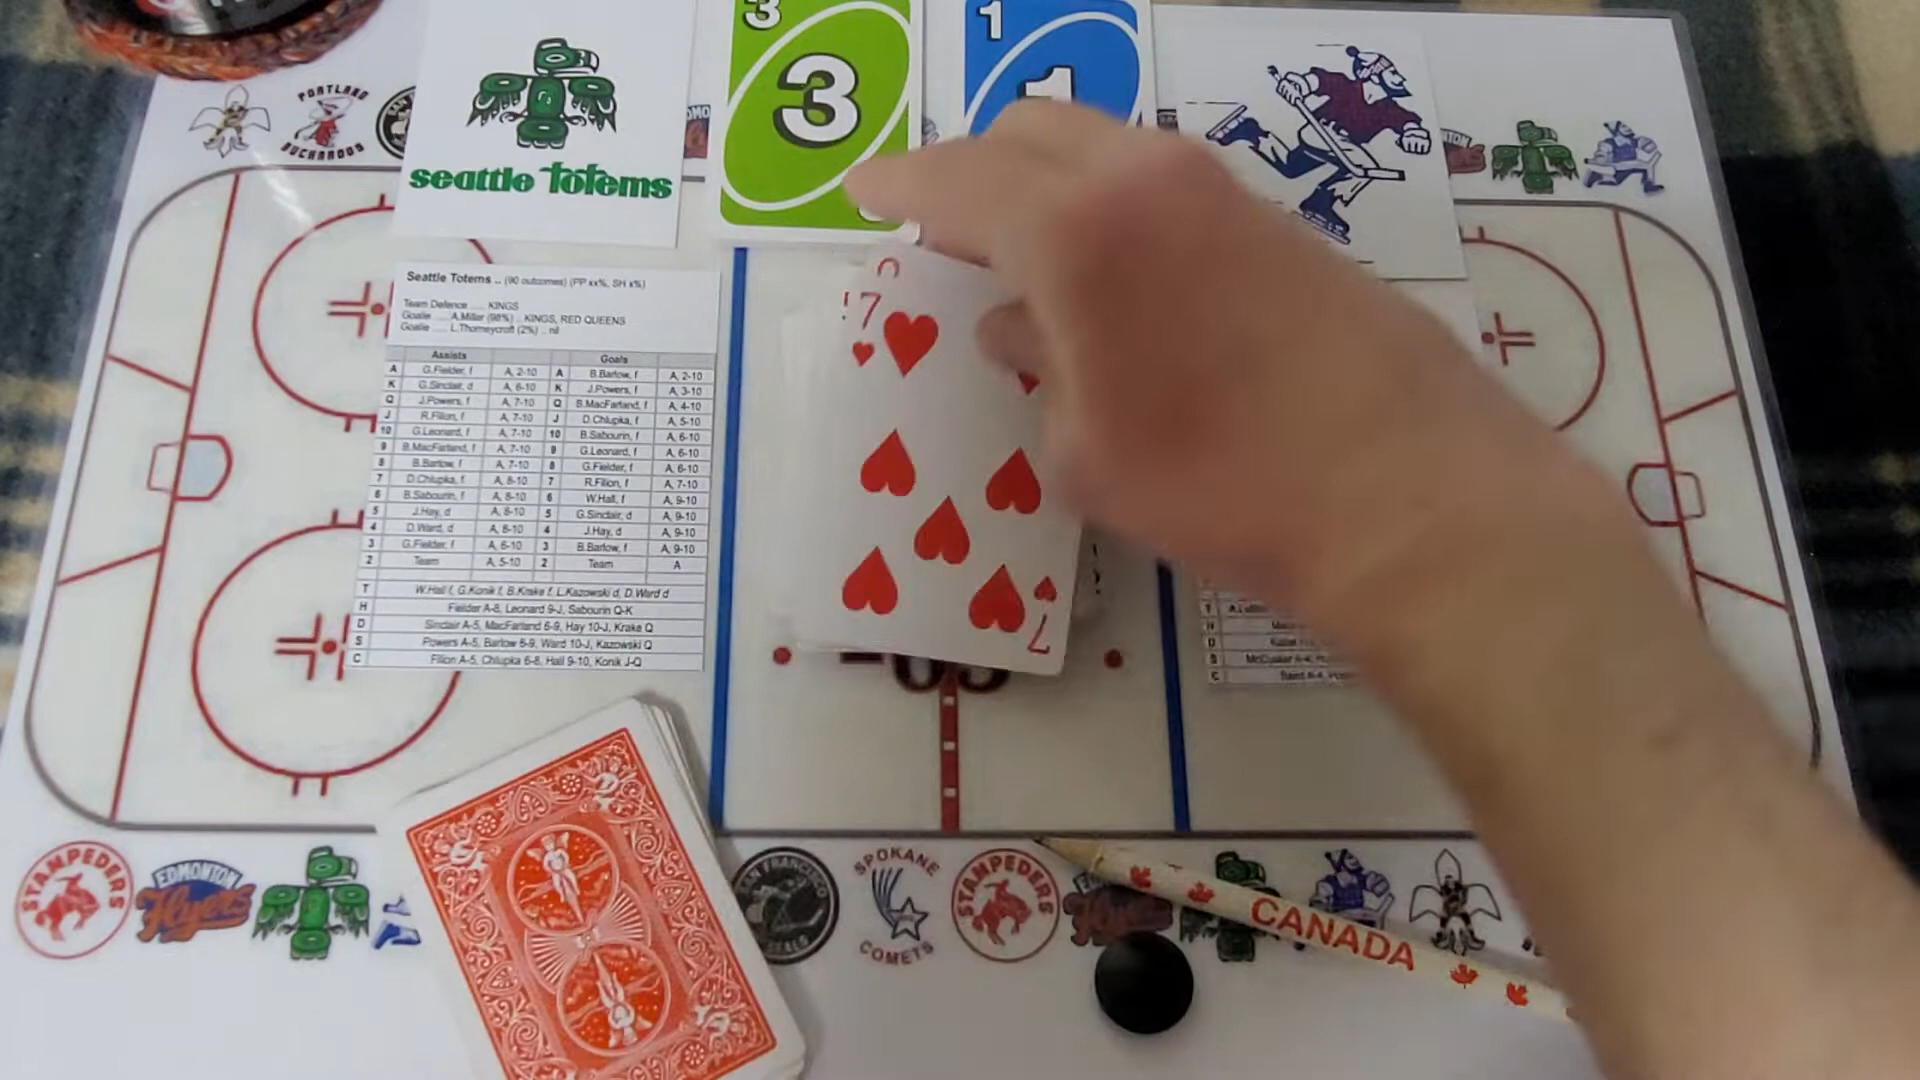 3
3
1
1
PORTLAND
BUCKAROOS
seattle totems
Seattle Totems .. (90 outcomes) (PP xx%, SH x%)
Team Defence ..... KINGS
Goalie ..... A.Miller (98%) .. KINGS, RED QUEENS
Goalie ..... L.Thorneycroft (2%) .. nil
Assists Goals
A G.Fielder, f A, 2-10 A B.Barlow, f A, 2-10
K G.Sinclair, d A, 6-10 K J.Powers, f A, 3-10
Q J.Powers, f A, 7-10 Q B.MacFarland, f A, 4-10
J R.Filion, f A, 7-10 J D.Chlupka, f A, 5-10
10 G.Leonard, f A, 7-10 10 B.Sabourin, f A, 6-10
9 B.MacFarland, f A, 7-10 9 G.Leonard, f A, 6-10
8 B.Barlow, f A, 7-10 8 G.Fielder, f A, 6-10
7 D.Chlupka, f A, 8-10 7 R.Filion, f A, 7-10
6 B.Sabourin, f A, 8-10 6 W.Hall, f A, 9-10
5 J.Hay, d A, 8-10 5 G.Sinclair, d A, 9-10
4 D.Ward, d A, 8-10 4 J.Hay, d A, 9-10
3 G.Fielder, f A, 6-10 3 B.Barlow, f A, 9-10
2 Team A, 5-10 2 Team A
T W.Hall f, G.Konik f, B.Krake f, L.Kazowski d, D.Ward d
H Fielder A-8, Leonard 9-J, Sabourin Q-K
D Sinclair A-5, MacFarland 6-9, Hay 10-J, Krake Q
S Powers A-5, Barlow 6-9, Ward 10-J, Kazowski Q
C Filion A-5, Chlupka 6-8, Hall 9-10, Konik J-Q
7
7
D
S
C
STAMPEDERS
EDMONTON
Flyers
SAN FRANCISCO
SEALS
SPOKANE
COMETS
STAMPEDERS
CANADA